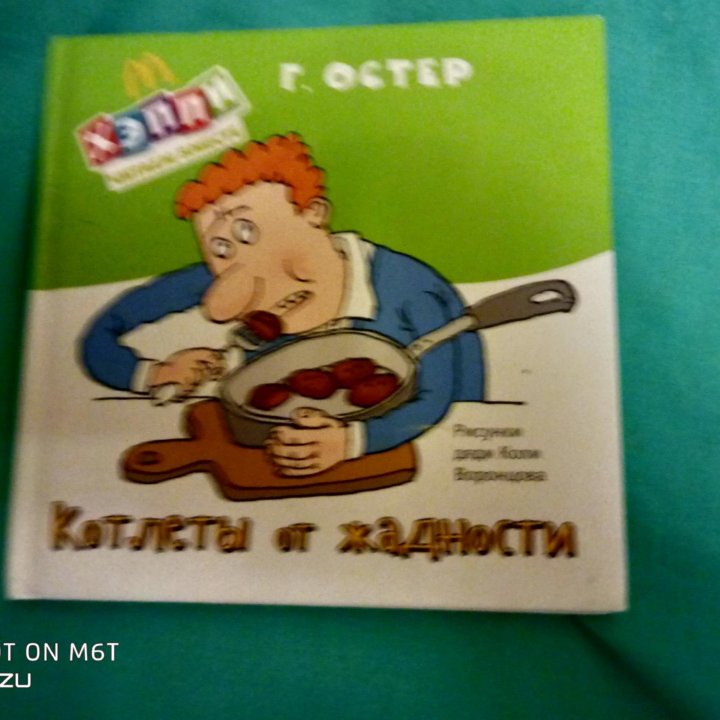 Г. ОСТЕР
ХЭППИ
Рисунки
дяди Коли
Воронцова
Котлеты от жадности
OT ON M6T
ZU